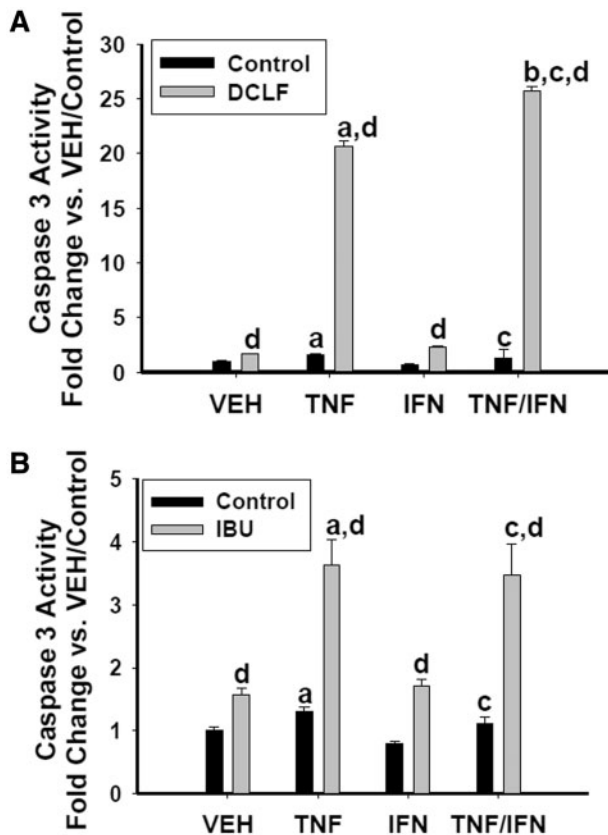 A
Caspase 3 Activity
Fold Change vs. VEH/Control
30
25
20
15
10
5
0
Control
DCLF
d
a
a,d
d
c
b,c,d
VEH TNF IFN TNF/IFN
B
Caspase 3 Activity
Fold Change vs. VEH/Control
5
4
3
2
1
0
Control
IBU
d
a
a,d
d
c
c,d
VEH TNF IFN TNF/IFN